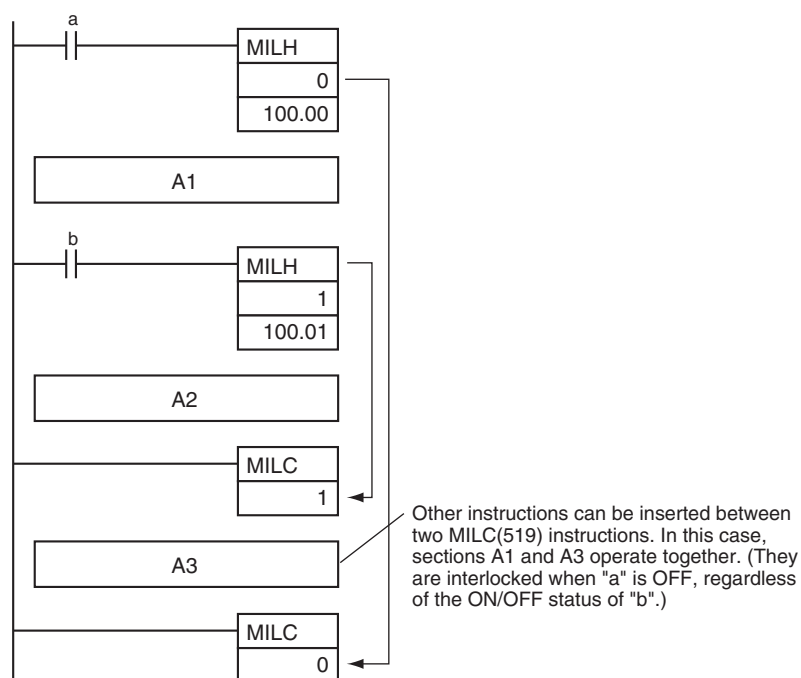 a
MILH
0
100.00
A1
b
MILH
1
100.01
A2
MILC
1
Other instructions can be inserted between
two MILC(519) instructions. In this case,
sections A1 and A3 operate together. (They
are interlocked when "a" is OFF, regardless
of the ON/OFF status of "b".)
A3
MILC
0